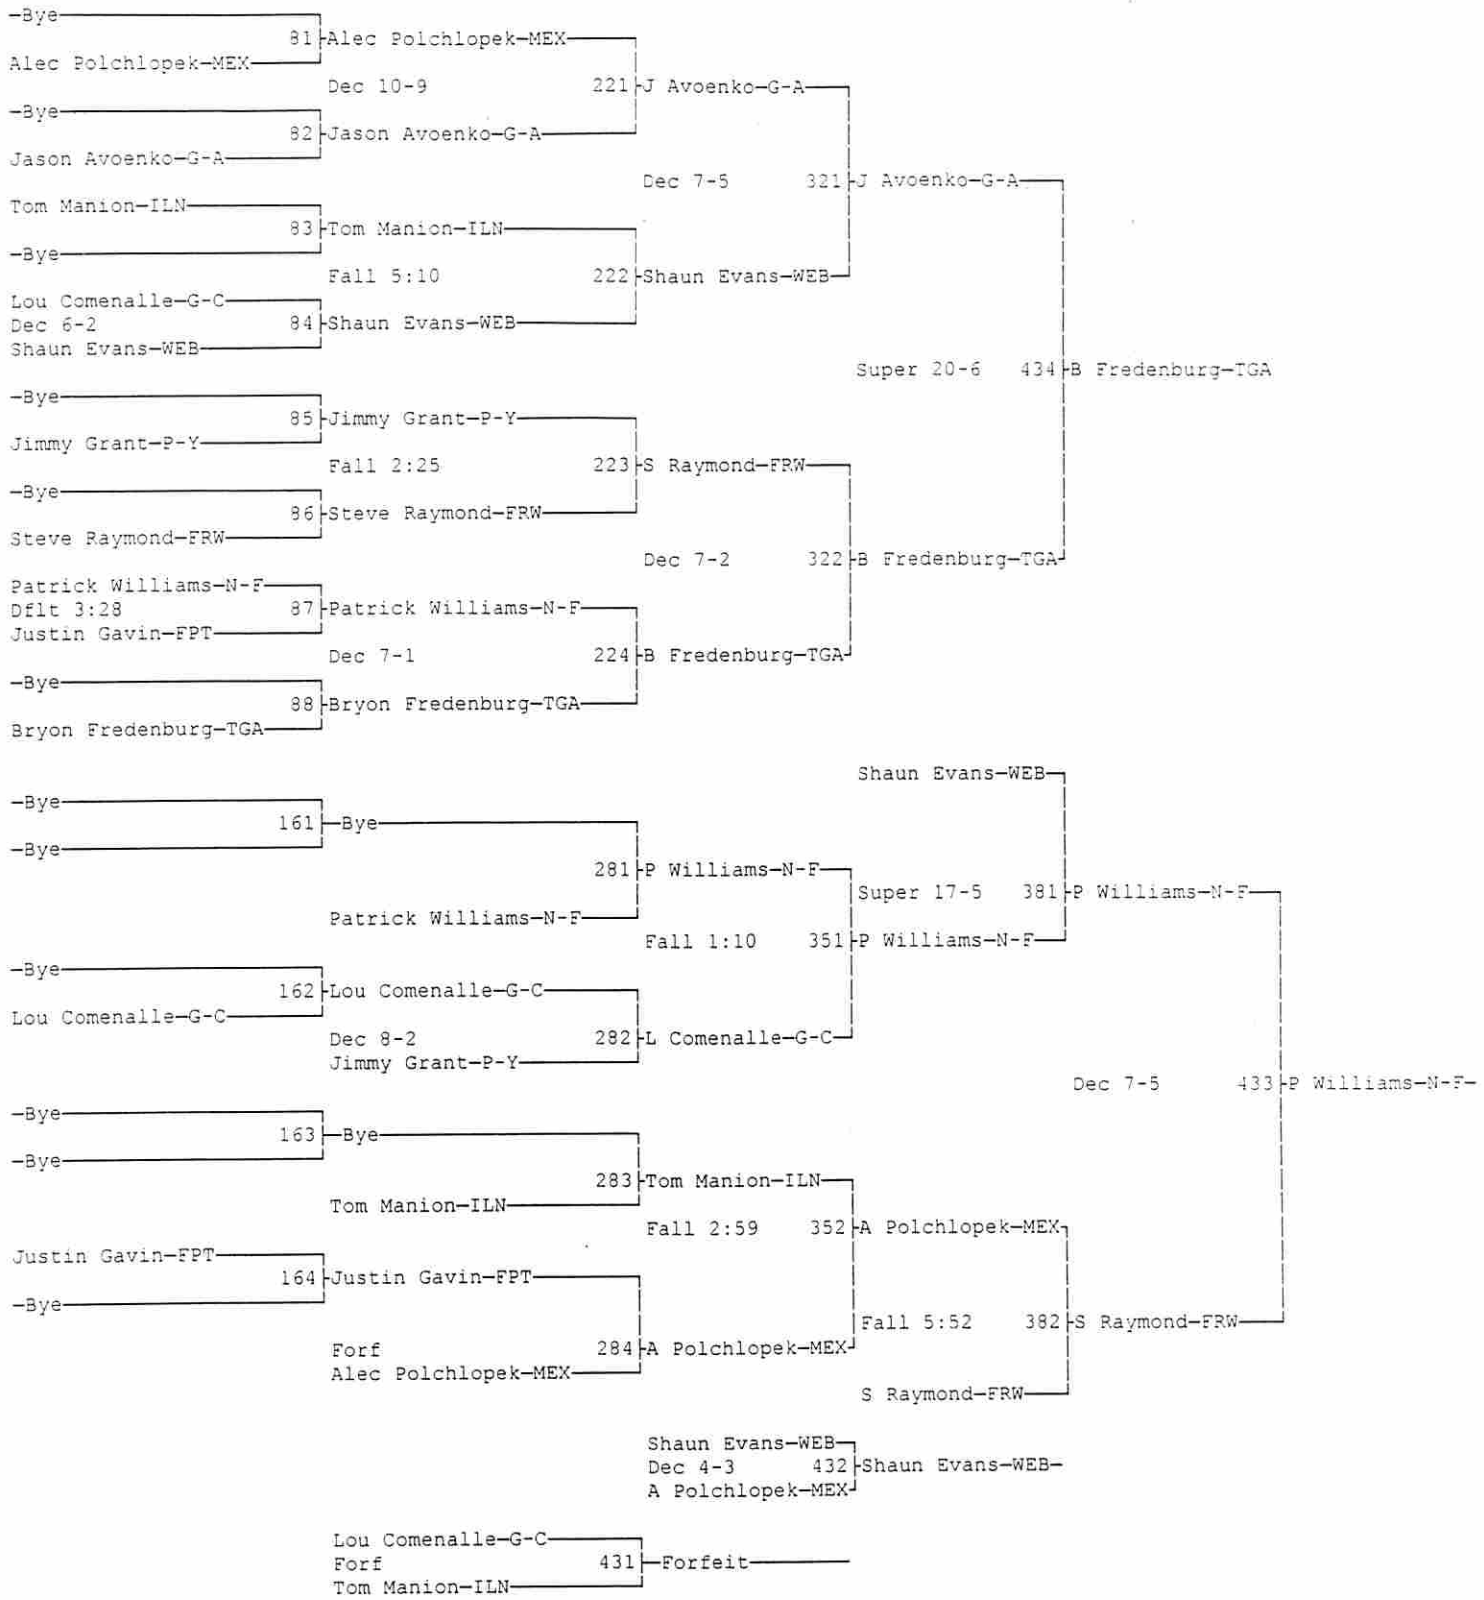 -Bye
81 Alec Polchlopek-MEX
Alec Polchlopek-MEX
Dec 10-9 221 J Avoenko-G-A
-Bye
82 Jason Avoenko-G-A
Jason Avoenko-G-A
Dec 7-5 321 J Avoenko-G-A
Tom Manion-ILN
83 Tom Manion-ILN
-Bye
Fall 5:10 222 Shaun Evans-WEB
Lou Comenalle-G-C
Dec 6-2 84 Shaun Evans-WEB
Shaun Evans-WEB
Super 20-6 434 B Fredenburg-TGA
-Bye
85 Jimmy Grant-P-Y
Jimmy Grant-P-Y
Fall 2:25 223 S Raymond-FRW
-Bye
86 Steve Raymond-FRW
Steve Raymond-FRW
Dec 7-2 322 B Fredenburg-TGA
Patrick Williams-N-F
Dflt 3:28 87 Patrick Williams-N-F
Justin Gavin-FPT
Dec 7-1 224 B Fredenburg-TGA
-Bye
88 Bryon Fredenburg-TGA
Bryon Fredenburg-TGA
Shaun Evans-WEB
-Bye
161 -Bye
-Bye
281 P Williams-N-F
Super 17-5 381 P Williams-N-F
Patrick Williams-N-F
Fall 1:10 351 P Williams-N-F
-Bye
162 Lou Comenalle-G-C
Lou Comenalle-G-C
Dec 8-2 282 L Comenalle-G-C
Jimmy Grant-P-Y
Dec 7-5 433 P Williams-N-F-
-Bye
163 -Bye
-Bye
283 Tom Manion-ILN
Tom Manion-ILN
Fall 2:59 352 A Polchlopek-MEX
Justin Gavin-FPT
164 Justin Gavin-FPT
-Bye
Fall 5:52 382 S Raymond-FRW
Forf 284 A Polchlopek-MEX
Alec Polchlopek-MEX
S Raymond-FRW
Shaun Evans-WEB
Dec 4-3 432 Shaun Evans-WEB-
A Polchlopek-MEX
Lou Comenalle-G-C
Forf 431 -Forfeit
Tom Manion-ILN